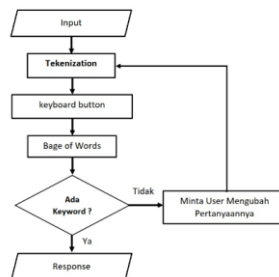 Input
Tekenization
keyboard button
Bage of Words
Ada
Keyword ?
Tidak
Minta User Mengubah
Pertanyaannya
Ya
Response